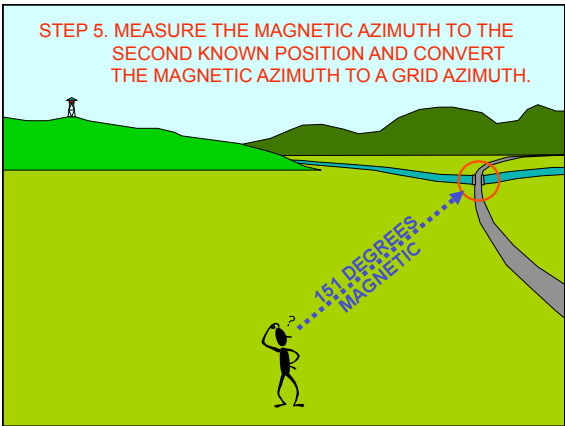 STEP 5. MEASURE THE MAGNETIC AZIMUTH TO THE
SECOND KNOWN POSITION AND CONVERT
THE MAGNETIC AZIMUTH TO A GRID AZIMUTH.
151 DEGREES
MAGNETIC
?